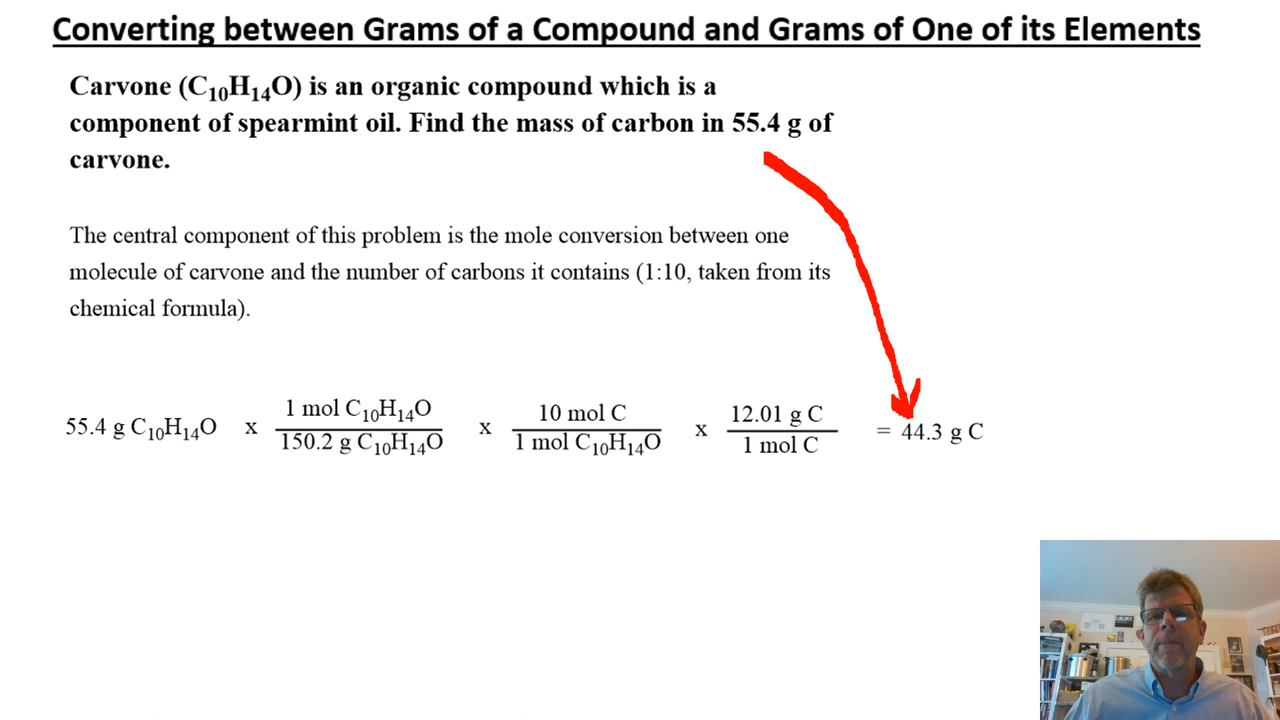 Converting between Grams of a Compound and Grams of One of its Elements
Carvone (C₁₀H₁₄O) is an organic compound which is a
component of spearmint oil. Find the mass of carbon in 55.4 g of
carvone.
The central component of this problem is the mole conversion between one
molecule of carvone and the number of carbons it contains (1:10, taken from its
chemical formula).
55.4 g C₁₀H₁₄O x
1 mol C₁₀H₁₄O
150.2 g C₁₀H₁₄O
x
10 mol C
1 mol C₁₀H₁₄O
x
12.01 g C
1 mol C
= 44.3 g C